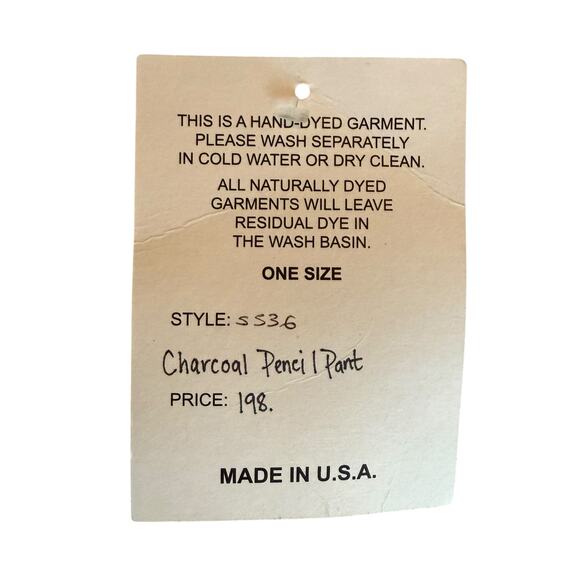 THIS IS A HAND-DYED GARMENT.
PLEASE WASH SEPARATELY
IN COLD WATER OR DRY CLEAN.
ALL NATURALLY DYED
GARMENTS WILL LEAVE
RESIDUAL DYE IN
THE WASH BASIN.
ONE SIZE
STYLE: SS36
Charcoal Pencil Pant
PRICE: 198.
MADE IN U.S.A.